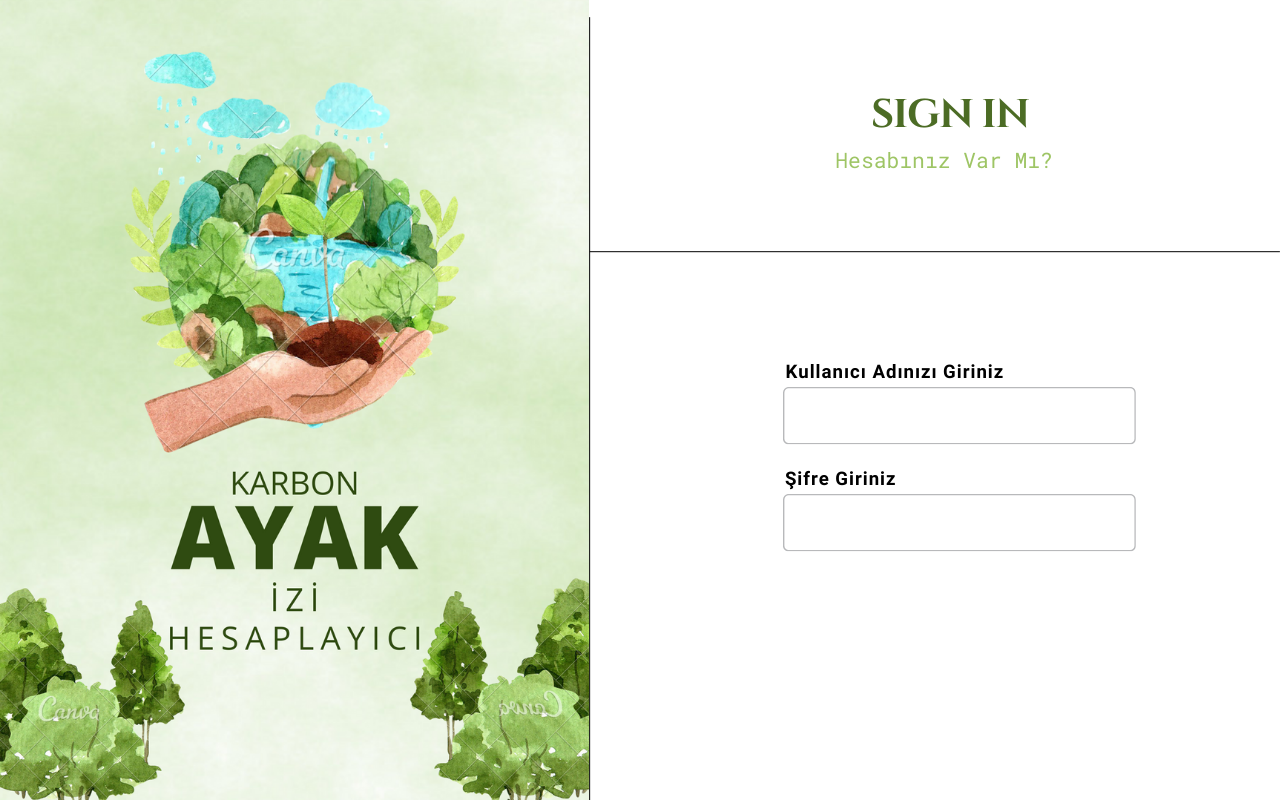 Canva
KARBON
AYAK
İZİ
HESAPLAYICI
Canva
Canva
SIGN IN
Hesabınız Var Mı?
Kullanıcı Adınızı Giriniz
Şifre Giriniz